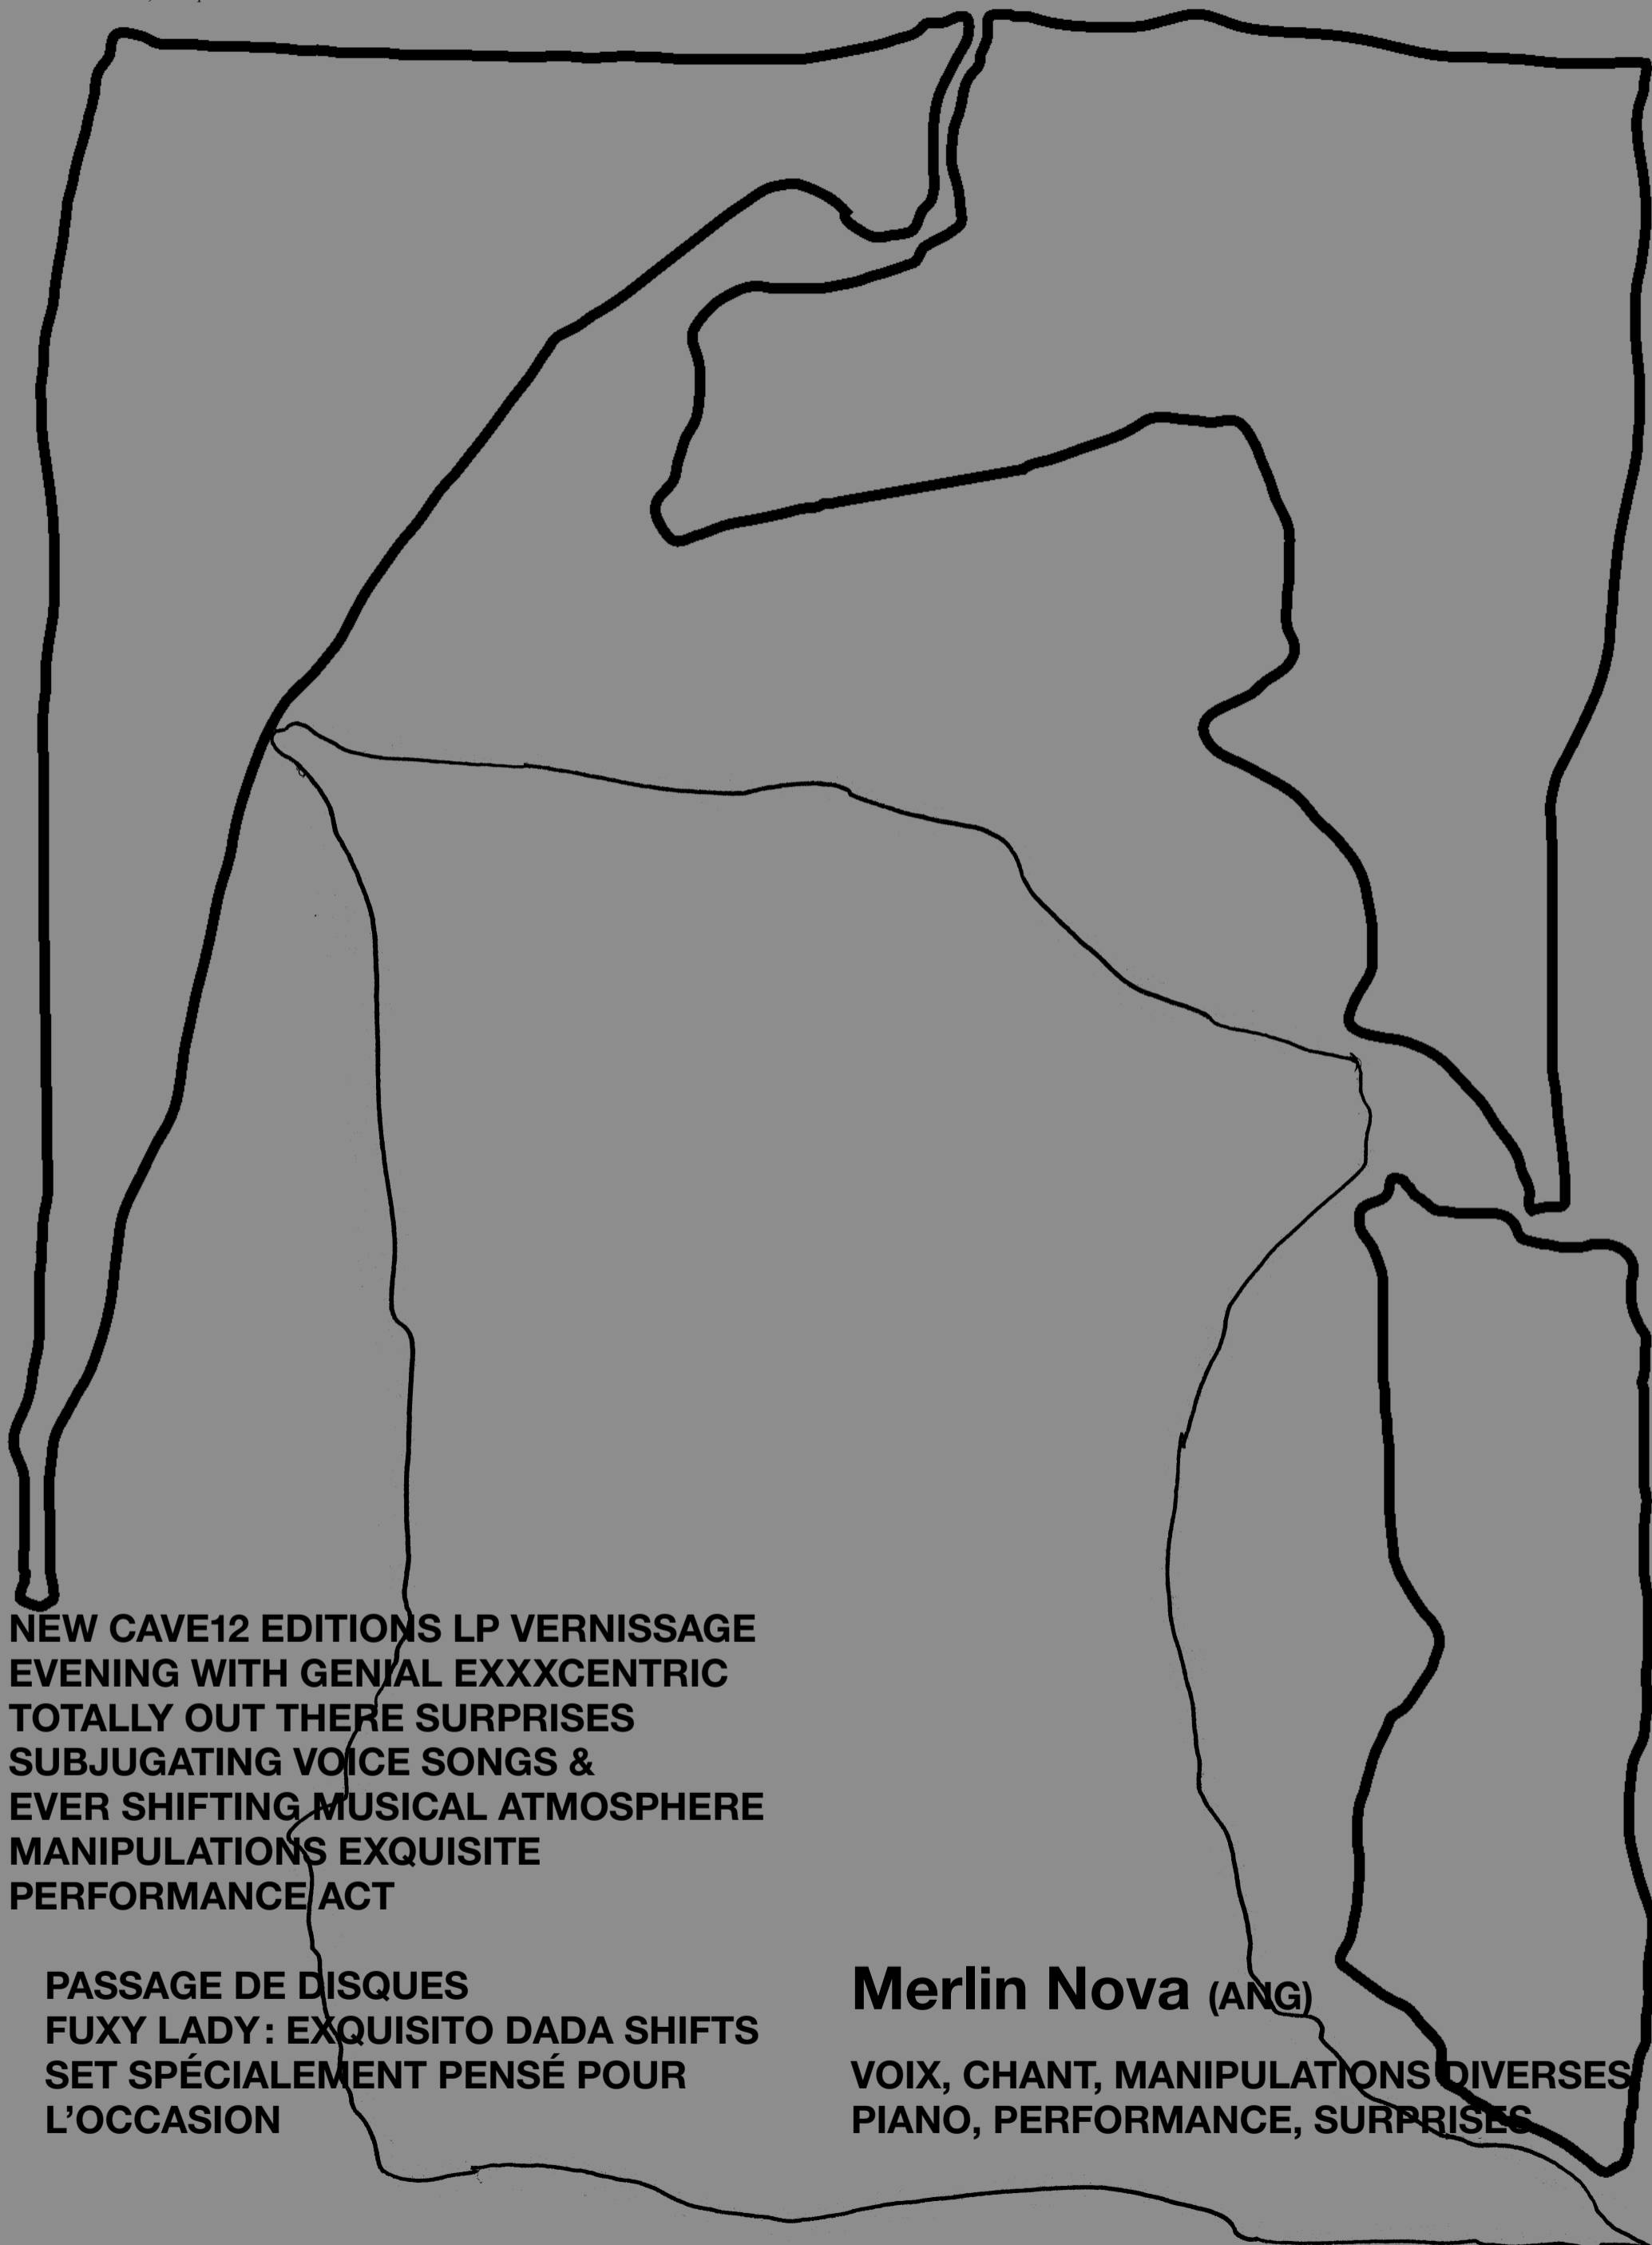 NEW CAVE12 EDITIONS LP VERNISSAGE
EVENING WITH GENIAL EXXXCENTRIC
TOTALLY OUT THERE SURPRISES
SUBJUGATING VOICE SONGS &
EVER SHIFTING MUSICAL ATMOSPHERE
MANIPULATIONS EXQUISITE
PERFORMANCE ACT
PASSAGE DE DISQUES
FUXY LADY : EXQUISITO DADA SHIFTS
SET SPÉCIALEMENT PENSÉ POUR
L'OCCASION
Merlin Nova (ANG)
VOIX, CHANT, MANIPULATIONS DIVERSES
PIANO, PERFORMANCE, SURPRISES